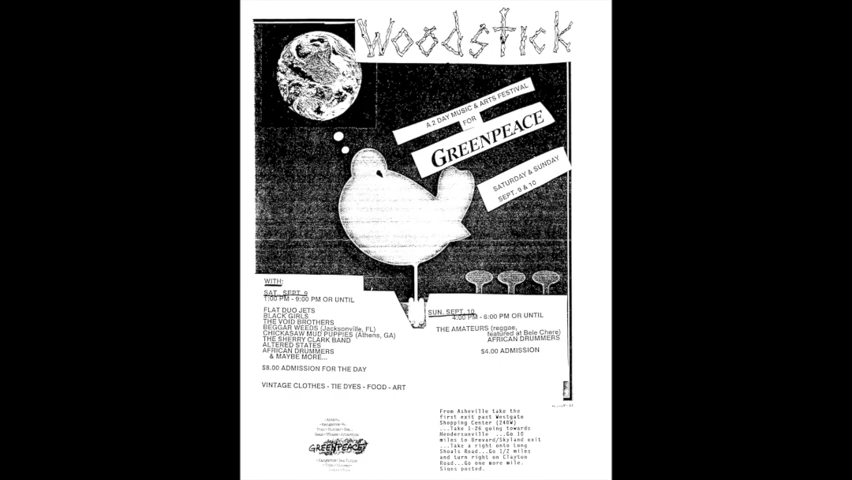 Woodstick
A 2 DAY MUSIC & ARTS FESTIVAL
FOR
GREENPEACE
SATURDAY & SUNDAY
SEPT. 9 & 10
WITH:
SAT. SEPT. 9
1:00 PM - 9:00 PM OR UNTIL
FLAT DUO JETS
BLACK GIRLS
THE VOID BROTHERS
BEGGAR WEEDS (Jacksonville, FL)
CHICKASAW MUD PUPPIES (Athens, GA)
THE SHERRY CLARK BAND
ALTERED STATES
AFRICAN DRUMMERS
& MAYBE MORE...
$8.00 ADMISSION FOR THE DAY
VINTAGE CLOTHES - TIE DYES - FOOD - ART
SUN. SEPT. 10
4:00 PM - 6:00 PM OR UNTIL
THE AMATEURS (reggae,
featured at Bele Chere)
AFRICAN DRUMMERS
$4.00 ADMISSION
GREENPEACE
From Asheville take the
first exit past Westgate
Shopping Center (240W)
...Take I-26 going towards
Hendersonville ...Go 10
miles to Brevard/Skyland exit
...Take a right onto Long
Shoals Road...Go 1/2 miles
and turn right on Clayton
Road...Go one more mile.
Signs posted.